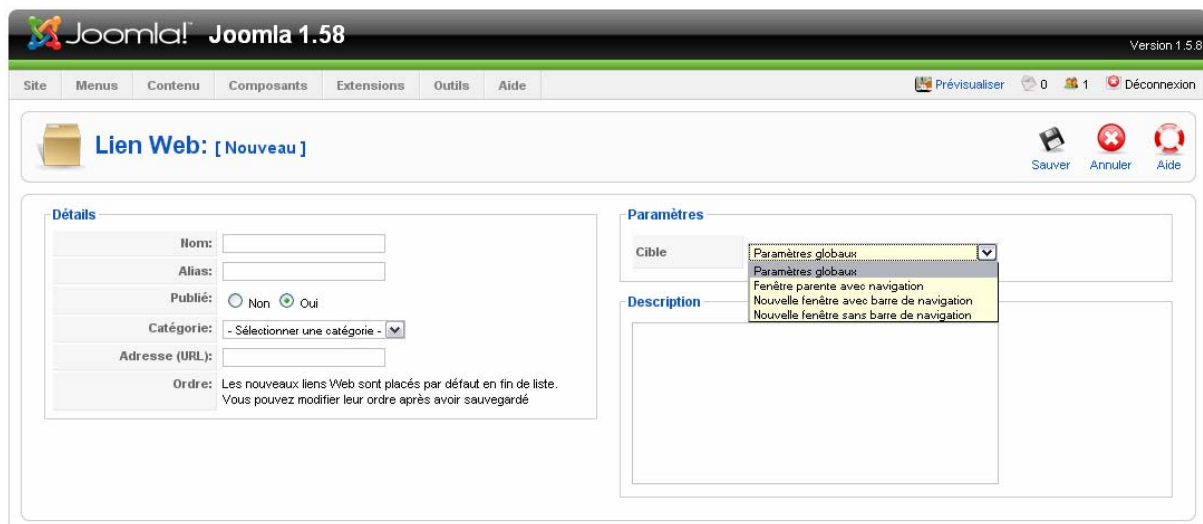 Joomla! Joomla 1.58
Version 1.5.8
Site Menus Contenu Composants Extensions Outils Aide Prévisualiser 0 1 Déconnexion
Lien Web: [ Nouveau ]
Sauver Annuler Aide
Détails
Nom:
Alias:
Publié: Non Oui
Catégorie: - Sélectionner une catégorie -
Adresse (URL):
Ordre: Les nouveaux liens Web sont placés par défaut en fin de liste.
Vous pouvez modifier leur ordre après avoir sauvegardé
Paramètres
Cible Paramètres globaux
Paramètres globaux
Fenêtre parente avec navigation
Nouvelle fenêtre avec barre de navigation
Nouvelle fenêtre sans barre de navigation
Description